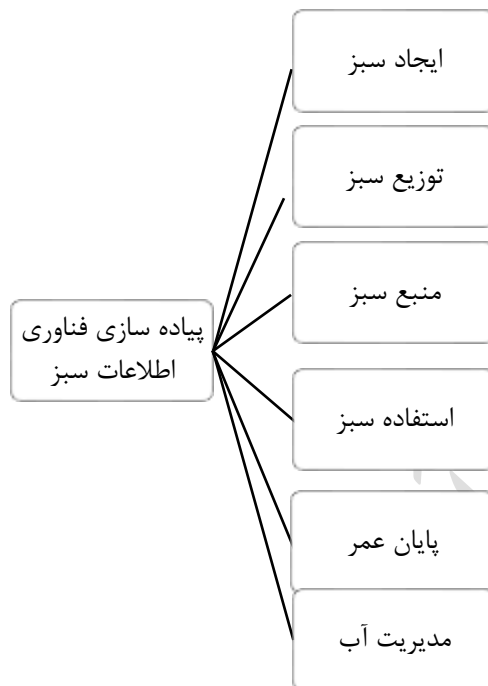 ایجاد سبز
توزیع سبز
منبع سبز
پیاده سازی فناوری
اطلاعات سبز
استفاده سبز
پایان عمر
مدیریت آب